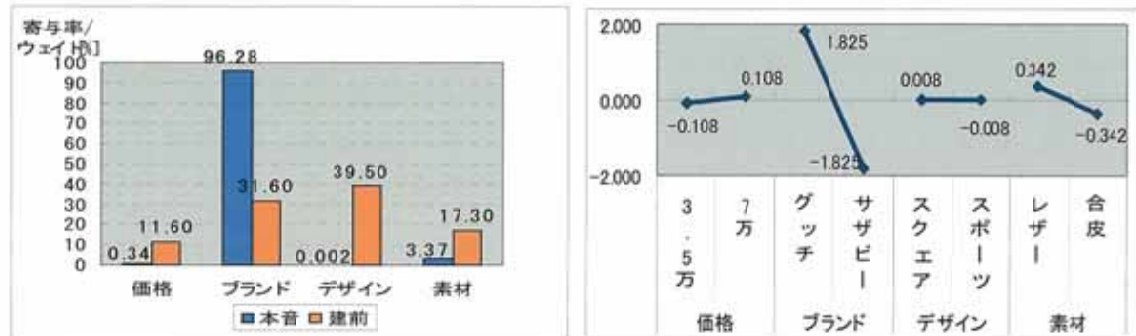 寄与率/
ウェイト[%]
100
90
80
70
60
50
40
30
20
10
0
96.28
31.60
39.50
11.60
17.30
0.34
0.002
3.37
価格 ブランド デザイン 素材
本音 建前
2.000
0.000
-2.000
-0.108
0.108
1.825
-1.825
0.008
-0.008
0.342
-0.342
3.5万
7万
グッチ
サザビー
スクエア
スポーツ
レザー
合皮
価格 ブランド デザイン 素材